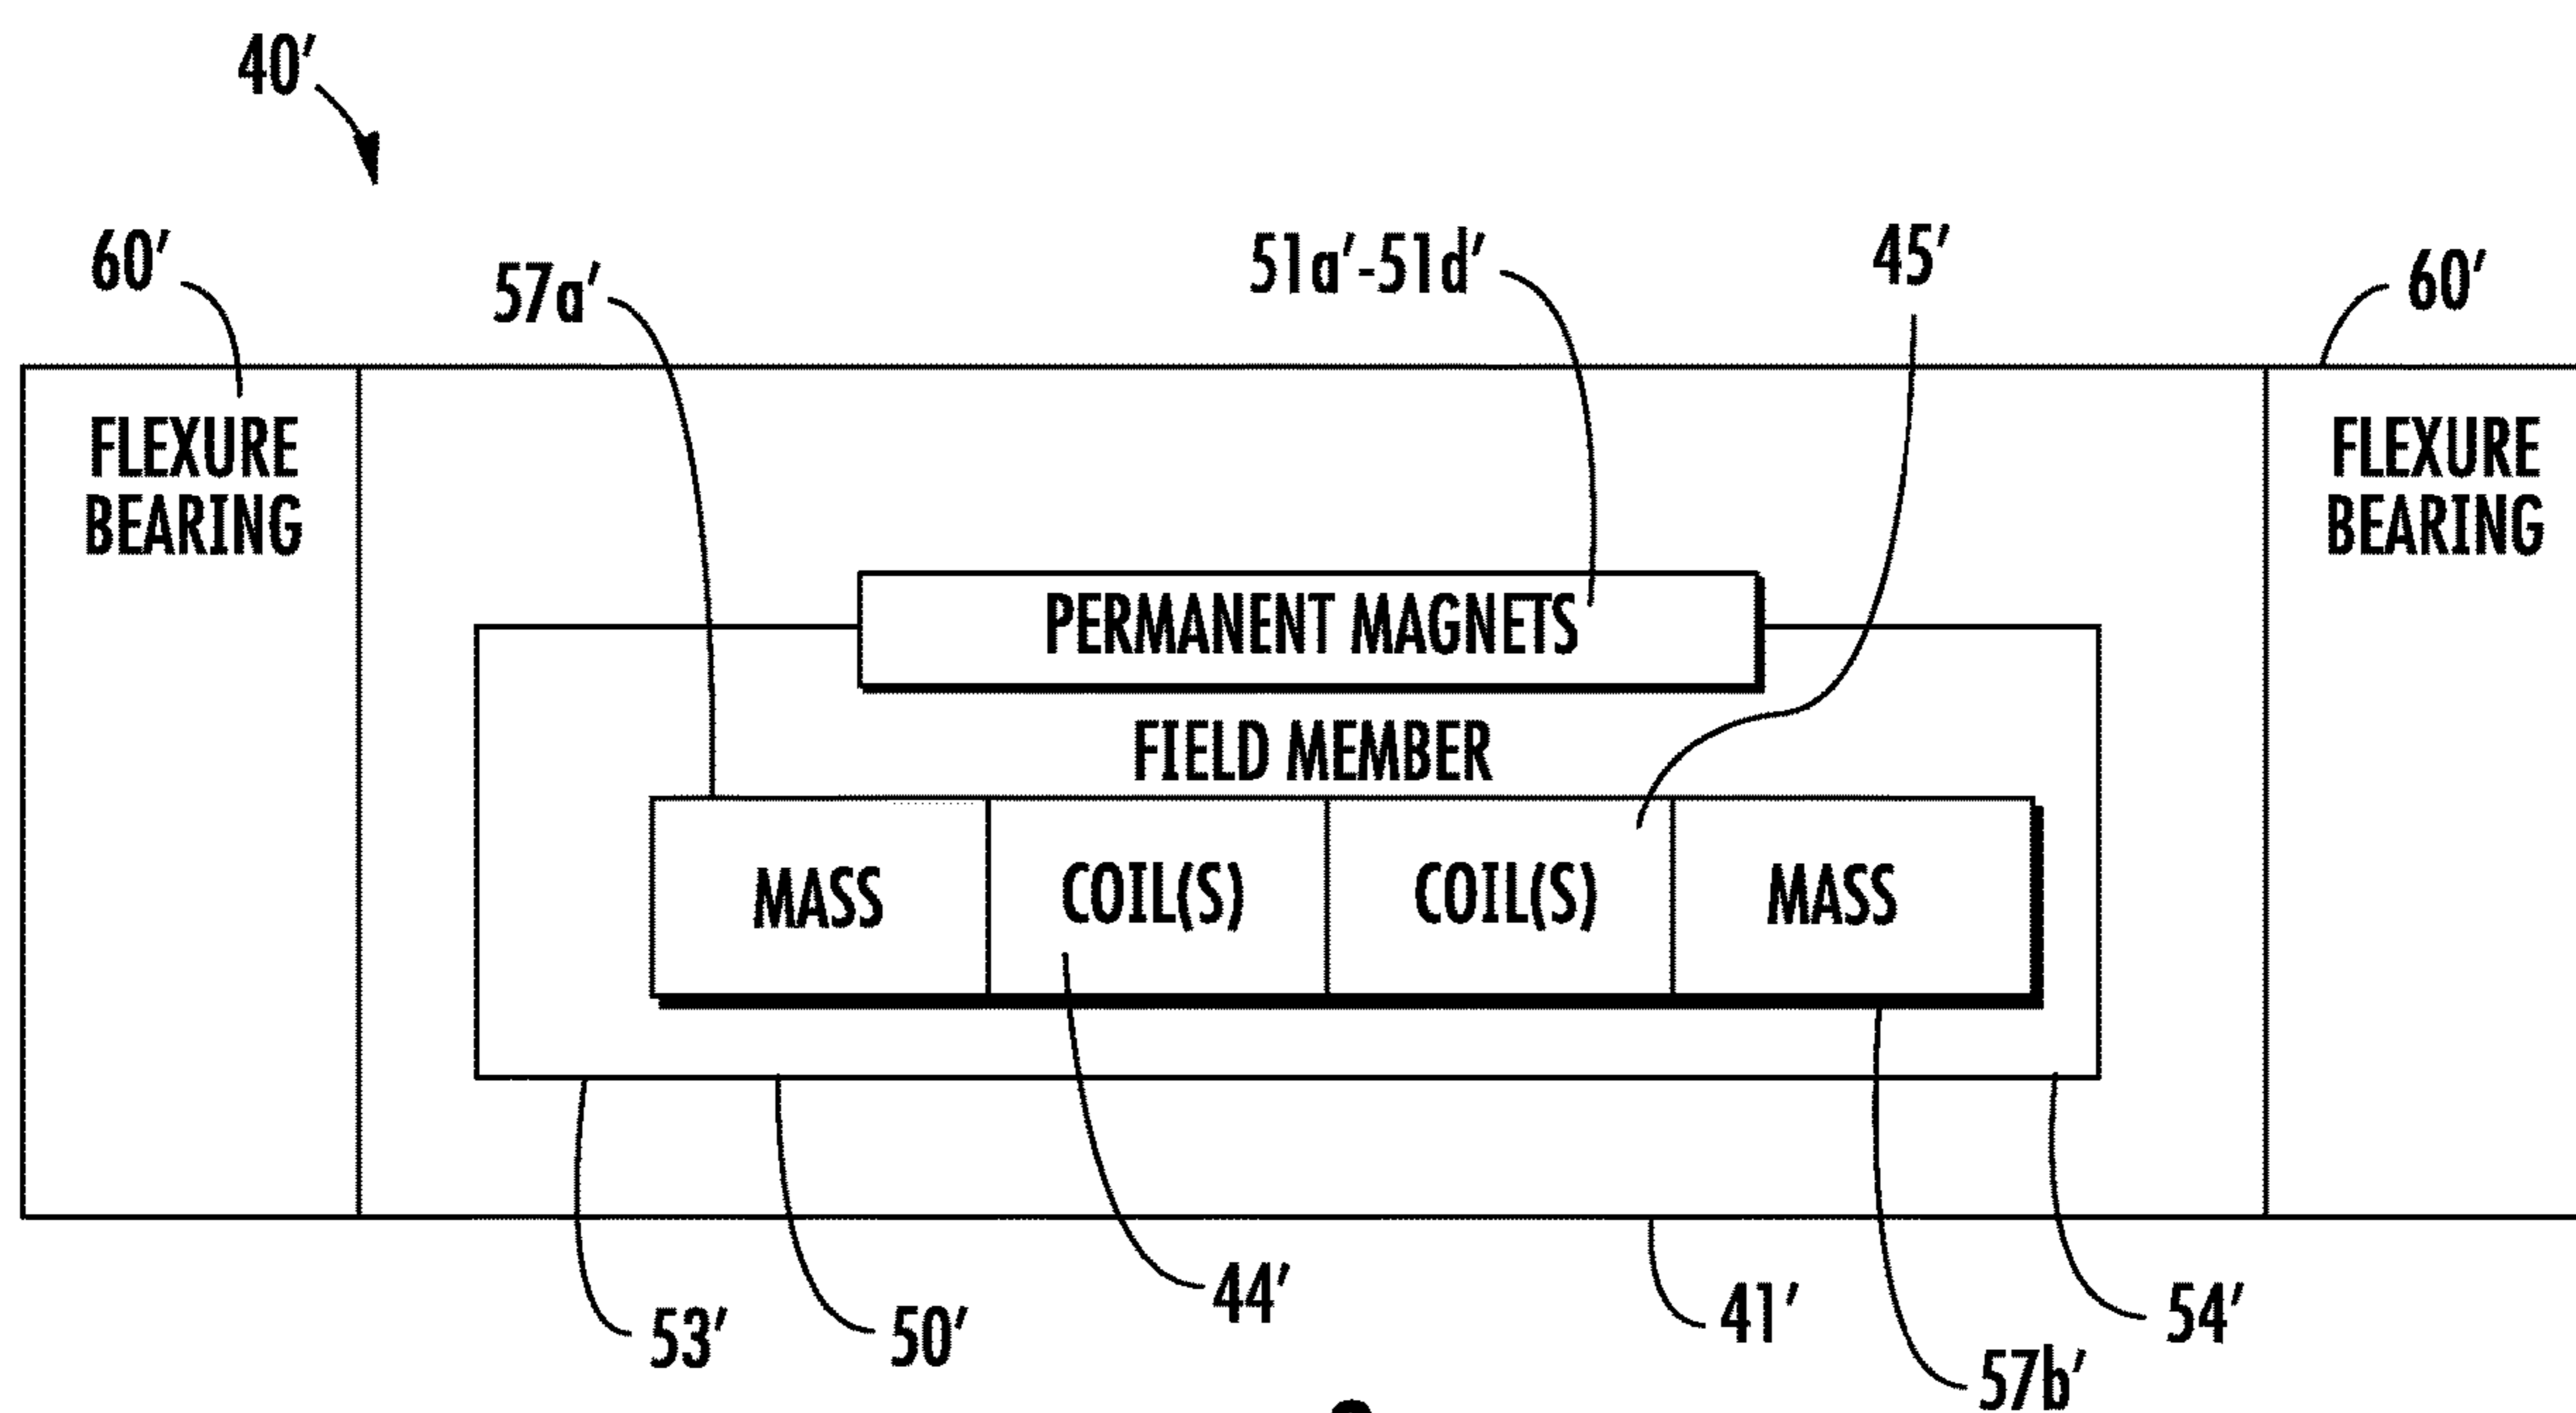 40′
60′
57a′
51a′-51d′
45′
60′
FLEXURE
BEARING
FLEXURE
BEARING
PERMANENT MAGNETS
FIELD MEMBER
MASS
COIL(S)
COIL(S)
MASS
53′
50′
44′
41′
57b′
54′